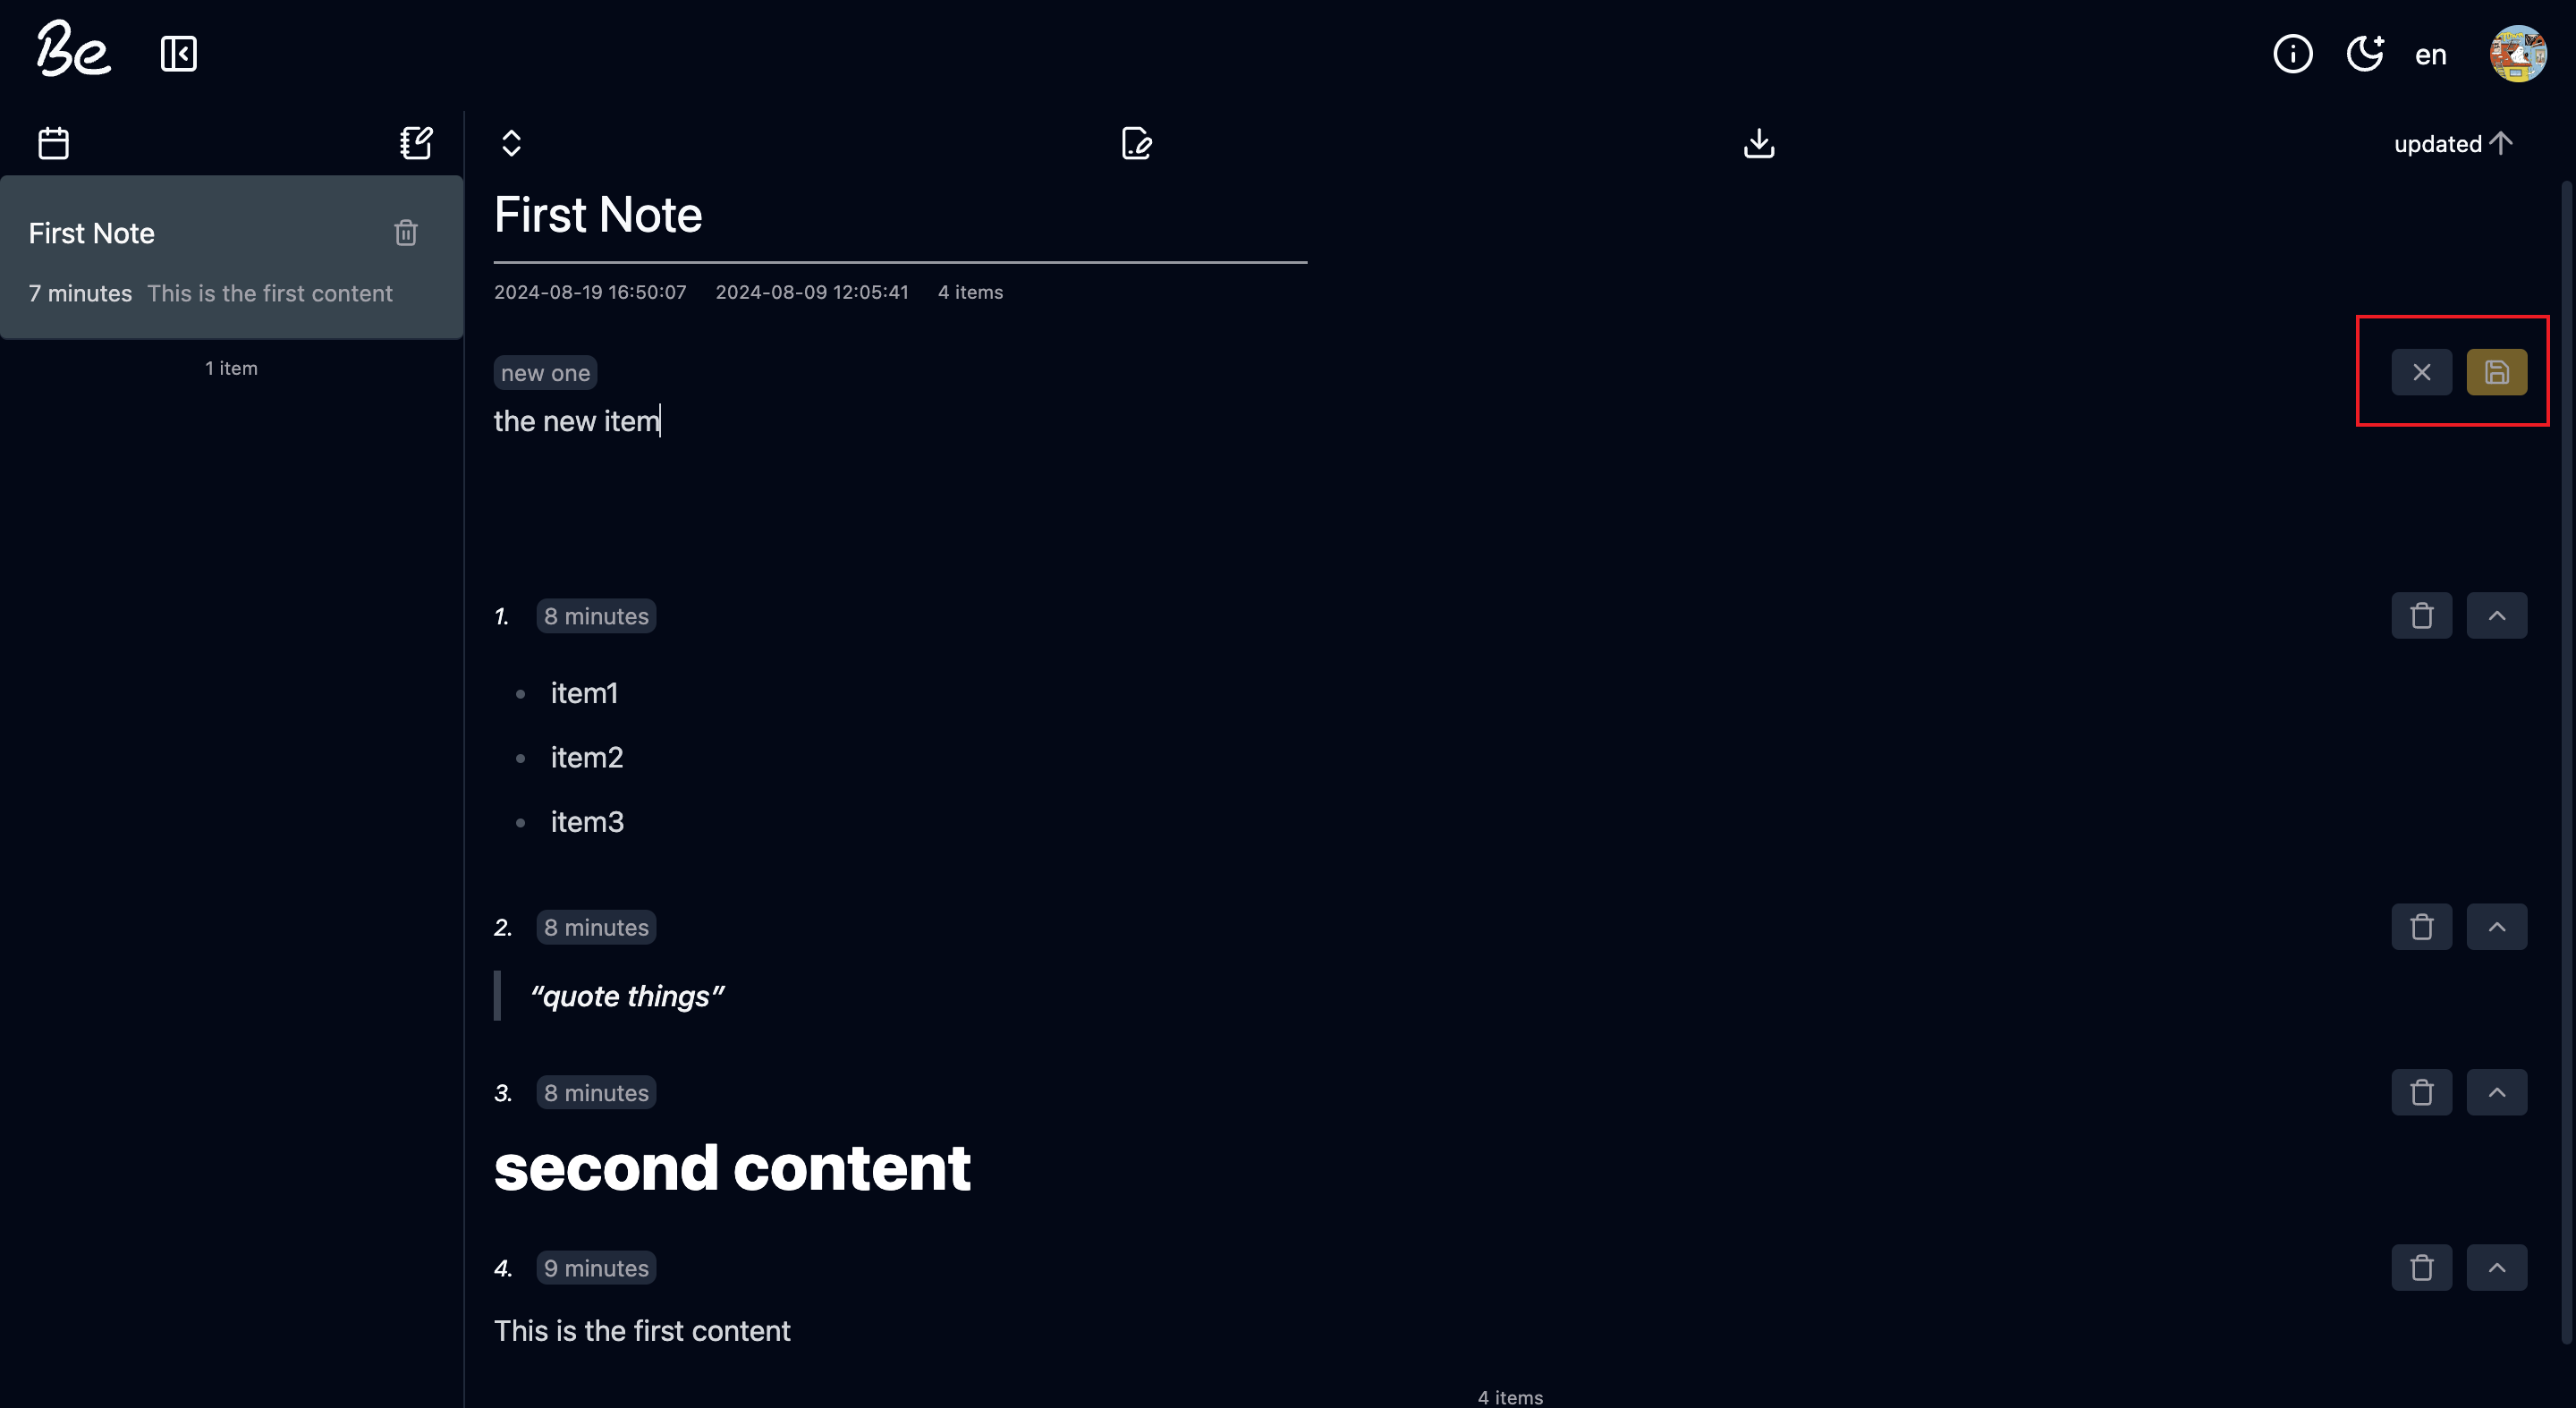 Be
en
updated
First Note
7 minutes This is the first content
1 item
First Note
2024-08-19 16:50:07 2024-08-09 12:05:41 4 items
new one
the new item
1. 8 minutes
• item1
• item2
• item3
2. 8 minutes
“quote things”
3. 8 minutes
second content
4. 9 minutes
This is the first content
4 items